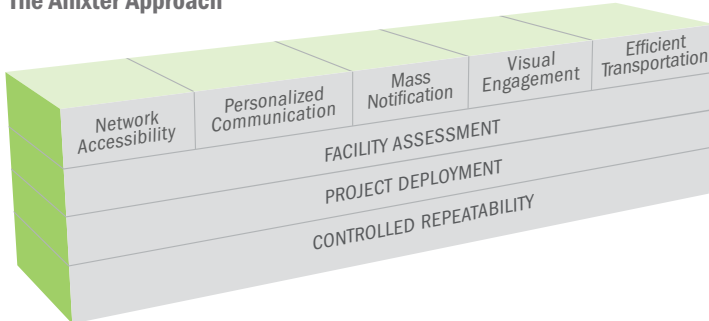 The Anixter Approach
Network
Accessibility
Personalized
Communication
Mass
Notification
Visual
Engagement
Efficient
Transportation
FACILITY ASSESSMENT
PROJECT DEPLOYMENT
CONTROLLED REPEATABILITY